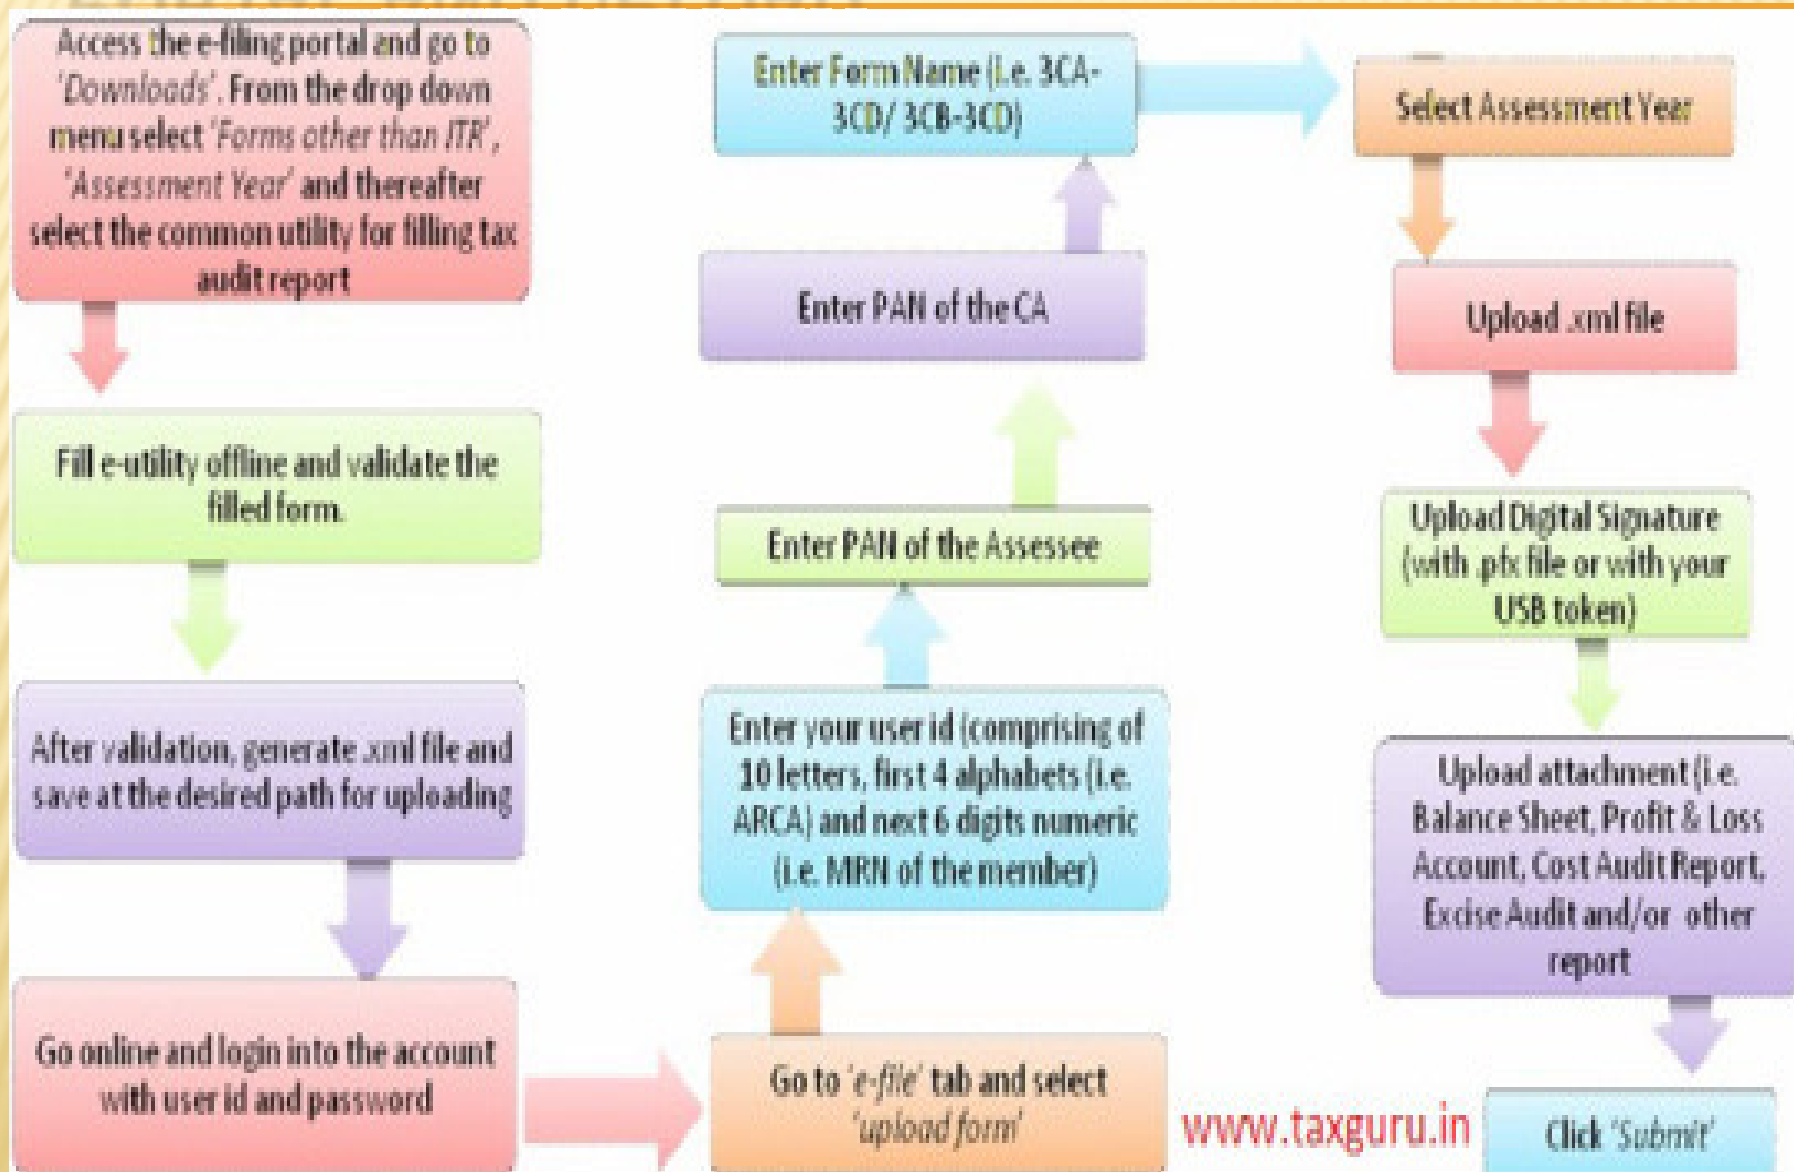 Access the e-filing portal and go to
'Downloads'. From the drop down
menu select 'Forms other than ITR',
'Assessment Year' and thereafter
select the common utility for filling tax
audit report
Fill e-utility offline and validate the
filled form.
After validation, generate .xml file and
save at the desired path for uploading
Go online and login into the account
with user id and password
Go to 'e-file' tab and select
'upload form'
Enter your user id (comprising of
10 letters, first 4 alphabets (i.e.
ARCA) and next 6 digits numeric
(i.e. MRN of the member)
Enter PAN of the Assessee
Enter PAN of the CA
Enter Form Name (i.e. 3CA-
3CD/ 3CB-3CD)
Select Assessment Year
Upload .xml file
Upload Digital Signature
(with .pfx file or with your
USB token)
Upload attachment (i.e.
Balance Sheet, Profit & Loss
Account, Cost Audit Report,
Excise Audit and/or other
report
Click 'Submit'
www.taxguru.in